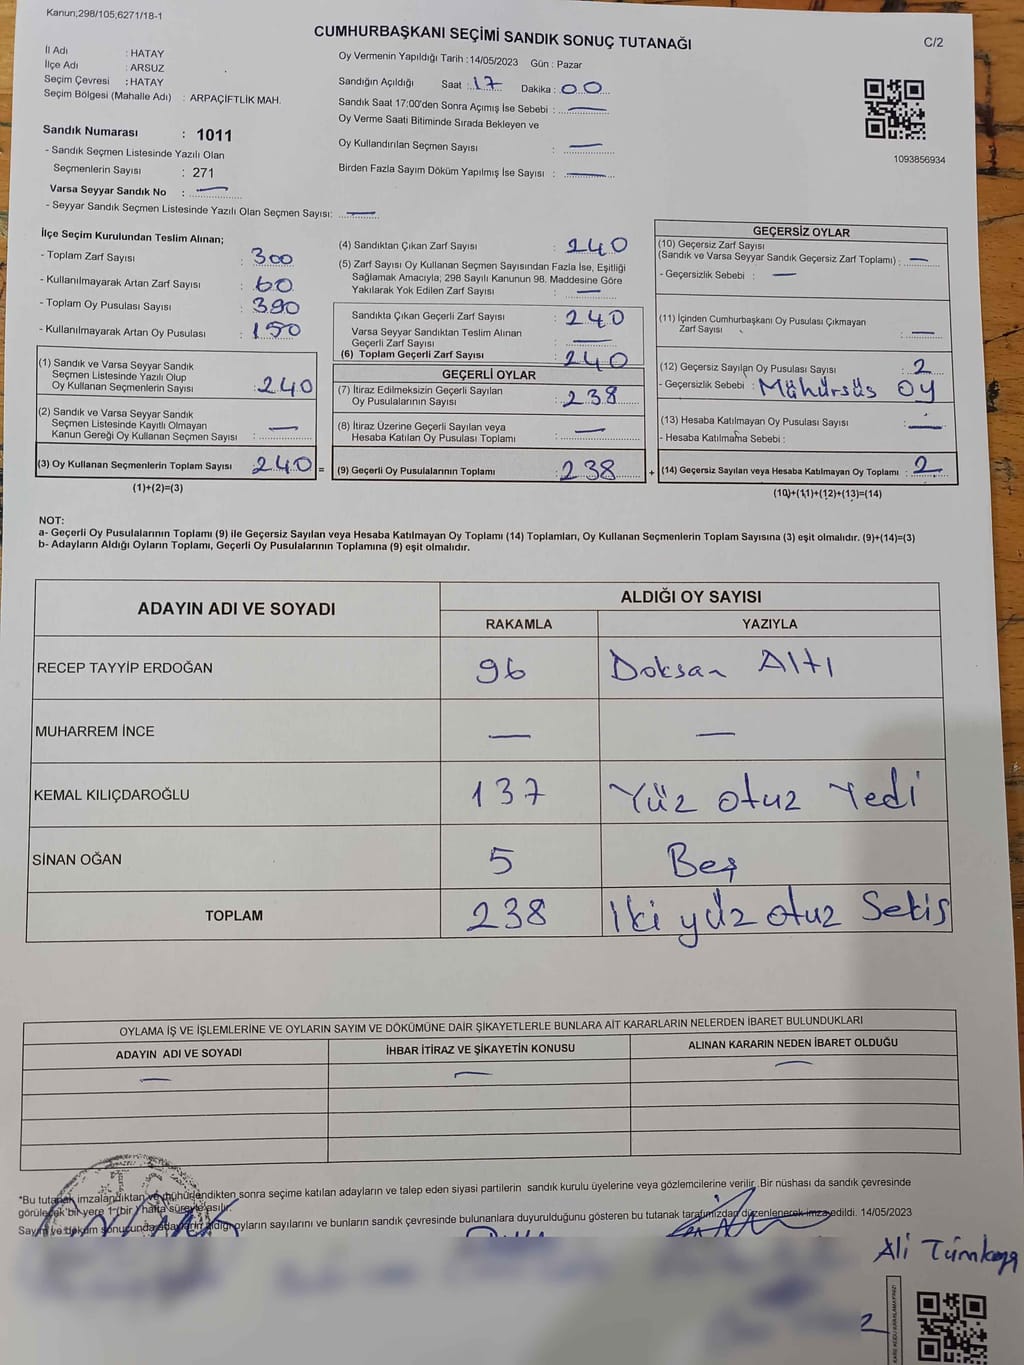 Kanun,298/105,6271/18-1
CUMHURBAŞKANI SEÇİMİ SANDIK SONUÇ TUTANAĞI
C/2
İl Adı : HATAY
İlçe Adı : ARSUZ
Seçim Çevresi : HATAY
Seçim Bölgesi (Mahalle Adı) : ARPAÇİFTLİK MAH.
Sandık Numarası : 1011
- Sandık Seçmen Listesinde Yazılı Olan
Seçmenlerin Sayısı : 271
Varsa Seyyar Sandık No : —
- Seyyar Sandık Seçmen Listesinde Yazılı Olan Seçmen Sayısı: —
Oy Vermenin Yapıldığı Tarih :14/05/2023 Gün : Pazar
Sandığın Açıldığı Saat : 17 Dakika : 00
Sandık Saat 17:00'den Sonra Açımış İse Sebebi : —
Oy Verme Saati Bitiminde Sırada Bekleyen ve
Oy Kullandırılan Seçmen Sayısı : —
Birden Fazla Sayım Döküm Yapılmış İse Sayısı : —
1093856934
İlçe Seçim Kurulundan Teslim Alınan;
- Toplam Zarf Sayısı : 300
- Kullanılmayarak Artan Zarf Sayısı : 60
- Toplam Oy Pusulası Sayısı : 390
- Kullanılmayarak Artan Oy Pusulası : 150
(1) Sandık ve Varsa Seyyar Sandık
Seçmen Listesinde Yazılı Olup
Oy Kullanan Seçmenlerin Sayısı : 240
(2) Sandık ve Varsa Seyyar Sandık
Seçmen Listesinde Kayıtlı Olmayan
Kanun Gereği Oy Kullanan Seçmen Sayısı : —
(3) Oy Kullanan Seçmenlerin Toplam Sayısı : 240 =
(1)+(2)=(3)
(4) Sandıktan Çıkan Zarf Sayısı : 240
(5) Zarf Sayısı Oy Kullanan Seçmen Sayısından Fazla İse, Eşitliği
Sağlamak Amacıyla; 298 Sayılı Kanunun 98. Maddesine Göre
Yakılarak Yok Edilen Zarf Sayısı : —
Sandıkta Çıkan Geçerli Zarf Sayısı : 240
Varsa Seyyar Sandıktan Teslim Alınan
Geçerli Zarf Sayısı : —
(6) Toplam Geçerli Zarf Sayısı : 240
GEÇERLİ OYLAR
(7) İtiraz Edilmeksizin Geçerli Sayılan
Oy Pusulalarının Sayısı : 238
(8) İtiraz Üzerine Geçerli Sayılan veya
Hesaba Katılan Oy Pusulası Toplamı : —
(9) Geçerli Oy Pusulalarının Toplamı : 238 +
GEÇERSİZ OYLAR
(10) Geçersiz Zarf Sayısı
(Sandık ve Varsa Seyyar Sandık Geçersiz Zarf Toplamı) : —
- Geçersizlik Sebebi : —
(11) İçinden Cumhurbaşkanı Oy Pusulası Çıkmayan
Zarf Sayısı : —
(12) Geçersiz Sayılan Oy Pusulası Sayısı : 2
- Geçersizlik Sebebi : Mühürsüs oy
(13) Hesaba Katılmayan Oy Pusulası Sayısı : —
- Hesaba Katılmama Sebebi :
(14) Geçersiz Sayılan veya Hesaba Katılmayan Oy Toplamı : 2
(10)+(11)+(12)+(13)=(14)
NOT:
a- Geçerli Oy Pusulalarının Toplamı (9) ile Geçersiz Sayılan veya Hesaba Katılmayan Oy Toplamı (14) Toplamları, Oy Kullanan Seçmenlerin Toplam Sayısına (3) eşit olmalıdır. (9)+(14)=(3)
b- Adayların Aldığı Oyların Toplamı, Geçerli Oy Pusulalarının Toplamına (9) eşit olmalıdır.
ADAYIN ADI VE SOYADI ALDIĞI OY SAYISI
RAKAMLA YAZIYLA
RECEP TAYYİP ERDOĞAN 96 Doksan Altı
MUHARREM İNCE — —
KEMAL KILIÇDAROĞLU 137 Yüz otuz Yedi
SİNAN OĞAN 5 Beş
TOPLAM 238 İki yüz otuz Sekis
OYLAMA İŞ VE İŞLEMLERİNE VE OYLARIN SAYIM VE DÖKÜMÜNE DAİR ŞİKAYETLERLE BUNLARA AİT KARARLARIN NELERDEN İBARET BULUNDUKLARI
ADAYIN ADI VE SOYADI İHBAR İTİRAZ VE ŞİKAYETİN KONUSU ALINAN KARARIN NEDEN İBARET OLDUĞU
— — —
*Bu tutanak imzalandıktan ve mühürlendikten sonra seçime katılan adayların ve talep eden siyasi partilerin sandık kurulu üyelerine veya gözlemcilerine verilir. Bir nüshası da sandık çevresinde
görülecek bir yere 1 (bir) hafta süreyle asılır.
Sayım ve döküm sonucunda adayların aldığı oyların sayılarını ve bunların sandık çevresinde bulunanlara duyurulduğunu gösteren bu tutanak tarafımızdan düzenlenerek imza edildi. 14/05/2023
Ali
2